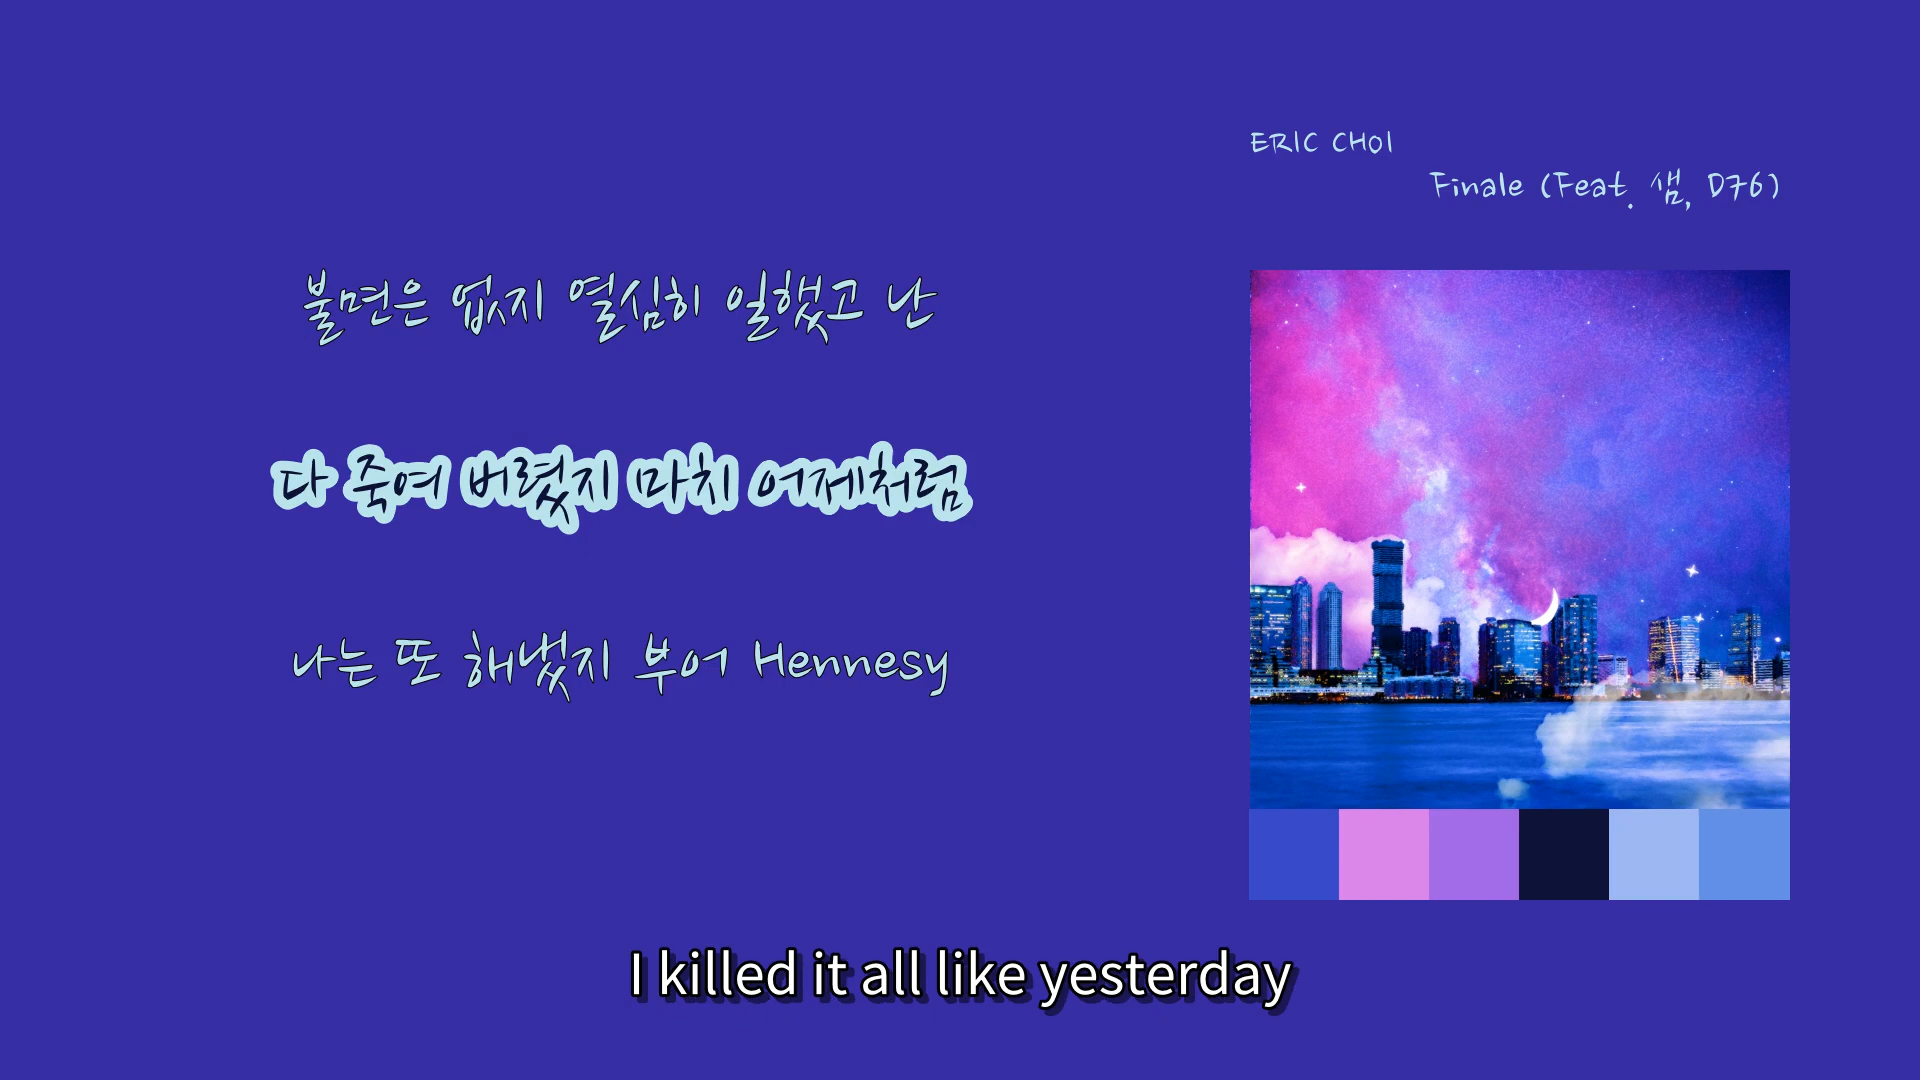 ERIC CHOI
Finale (Feat. 샘, D76)
불면은 없지 열심히 일했고 난
다 죽여 버렸지 마치 어제처럼
나는 또 해냈지 부어 Hennesy
I killed it all like yesterday